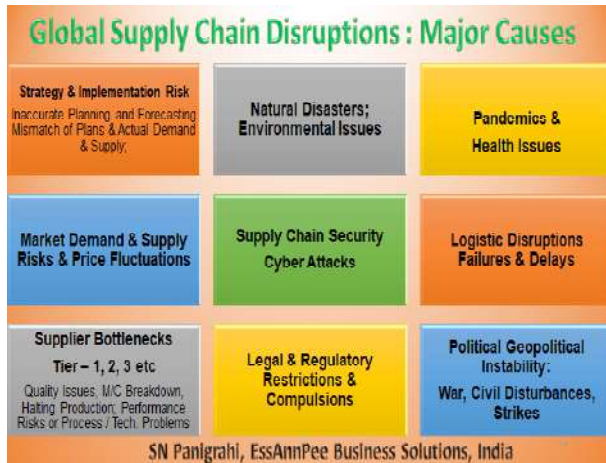 Global Supply Chain Disruptions : Major Causes
Strategy & Implementation Risk
Inaccurate Planning and Forecasting
Mismatch of Plans & Actual Demand
& Supply;
Natural Disasters;
Environmental Issues
Pandemics &
Health Issues
Market Demand & Supply
Risks & Price Fluctuations
Supply Chain Security
Cyber Attacks
Logistic Disruptions
Failures & Delays
Supplier Bottlenecks
Tier – 1, 2, 3 etc
Quality Issues, M/C Breakdown,
Halting Production; Performance
Risks or Process / Tech. Problems
Legal & Regulatory
Restrictions &
Compulsions
Political Geopolitical
Instability;
War, Civil Disturbances,
Strikes
SN Panigrahi, EssAnnPee Business Solutions, India